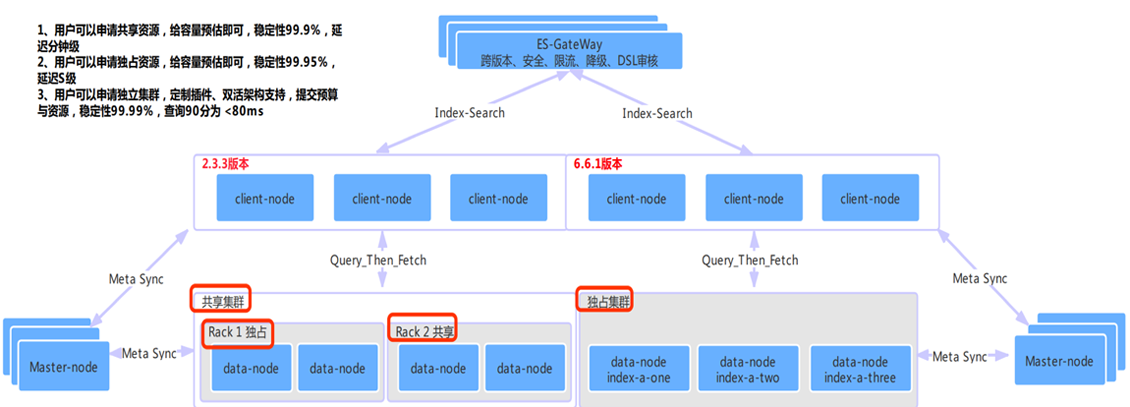 1、用户可以申请共享资源，给容量预估即可，稳定性99.9%，延
迟分钟级
2、用户可以申请独占资源，给容量预估即可，稳定性99.95%，
延迟S级
3、用户可以申请独立集群，定制插件、双活架构支持，提交预算
与资源，稳定性99.99%，查询90分为 <80ms
ES-GateWay
跨版本、安全、限流、降级、DSL审核
Index-Search
Index-Search
2.3.3版本
6.6.1版本
client-node
client-node
client-node
client-node
client-node
client-node
Query_Then_Fetch
Query_Then_Fetch
Meta Sync
Meta Sync
共享集群
独占集群
Rack 1 独占
Rack 2 共享
Master-node
Meta Sync
data-node
data-node
data-node
data-node
data-node
index-a-one
data-node
index-a-two
data-node
index-a-three
Meta Sync
Master-node